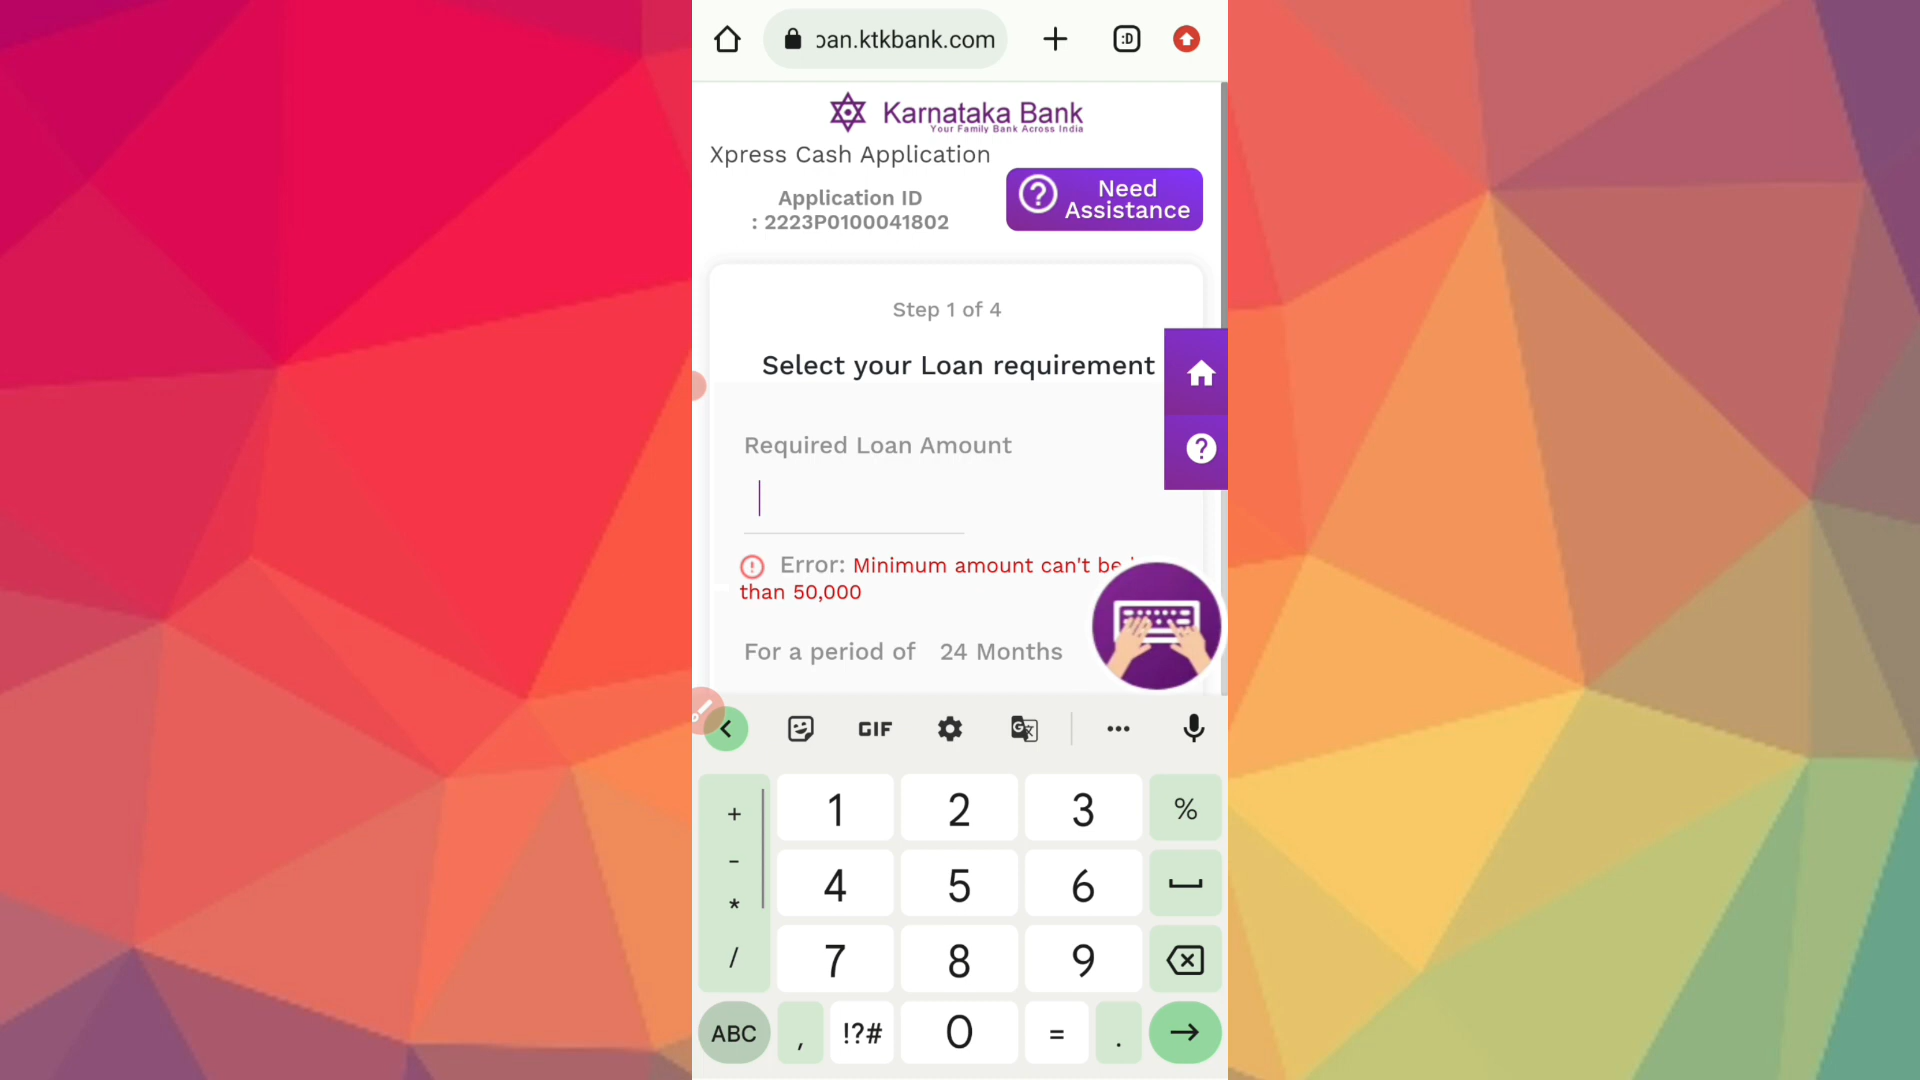 oan.ktkbank.com
:D
Karnataka Bank
Your Family Bank Across India
Xpress Cash Application
Application ID
: 2223P0100041802
Need
Assistance
Step 1 of 4
Select your Loan requirement
Required Loan Amount
Error: Minimum amount can't be
than 50,000
For a period of 24 Months
GIF
+ 1 2 3 %
- 4 5 6
*
/ 7 8 9
ABC , !?# 0 = .